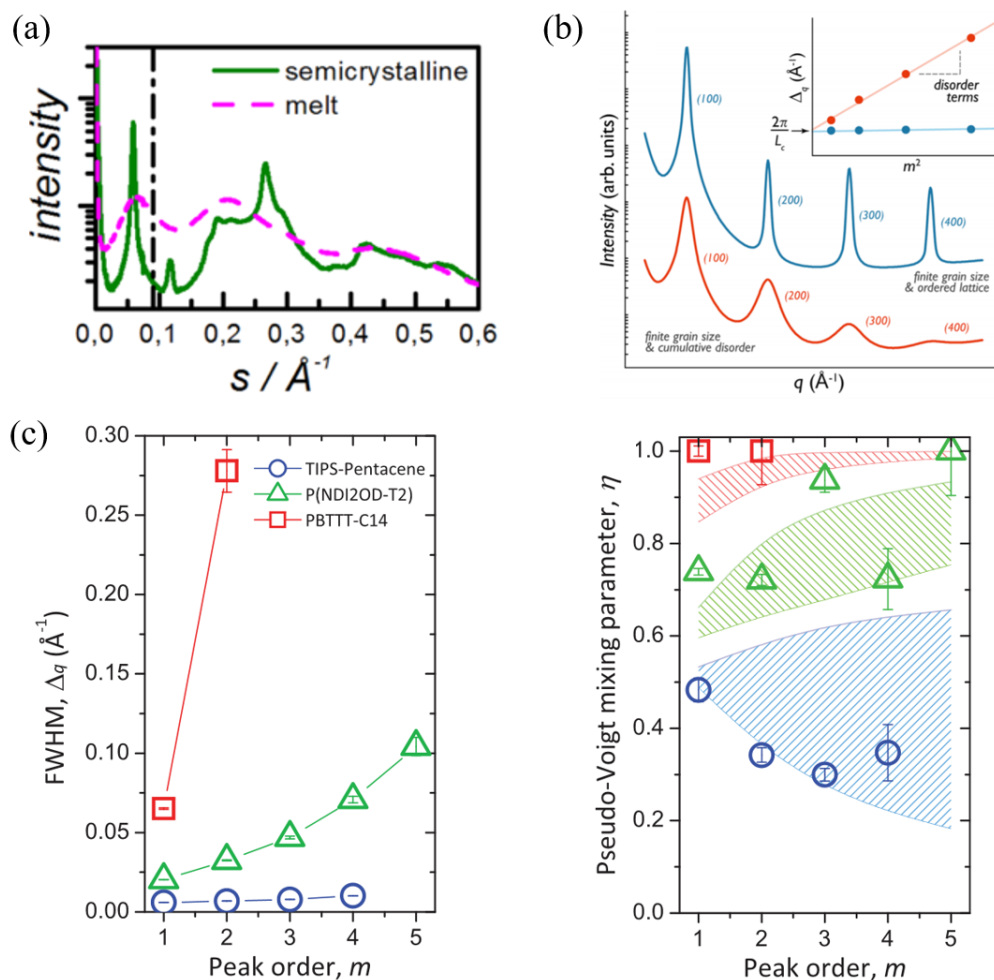 (a)
semicrystalline
melt
intensity
0,0 0,1 0,2 0,3 0,4 0,5 0,6
s / Å⁻¹
(b)
Intensity (arb. units)
(100)
(200)
(300)
(400)
finite grain size
& ordered lattice
(100)
(200)
(300)
(400)
finite grain size
& cumulative disorder
q (Å⁻¹)
Δq (Å⁻¹)
disorder
terms
2π
Lc
m²
(c)
FWHM, Δq (Å⁻¹)
0.30
0.25
0.20
0.15
0.10
0.05
0.00
TIPS-Pentacene
P(NDI2OD-T2)
PBTTT-C14
1 2 3 4 5
Peak order, m
Pseudo-Voigt mixing parameter, η
1.0
0.8
0.6
0.4
0.2
0.0
1 2 3 4 5
Peak order, m